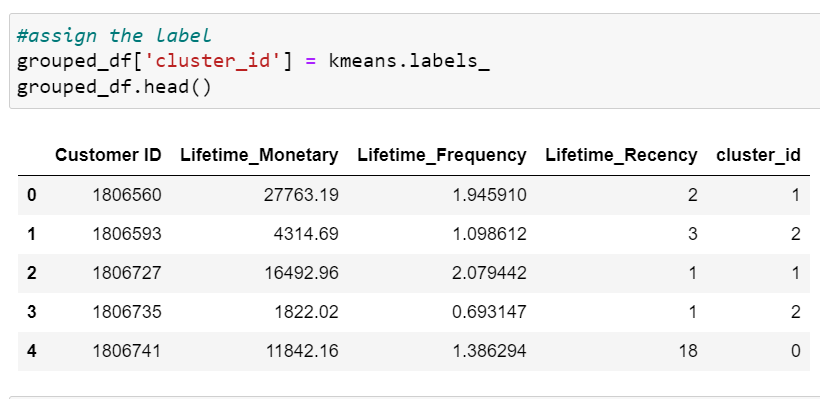 #assign the label
grouped_df['cluster_id'] = kmeans.labels_
grouped_df.head()
Customer ID Lifetime_Monetary Lifetime_Frequency Lifetime_Recency cluster_id
0 1806560 27763.19 1.945910 2 1
1 1806593 4314.69 1.098612 3 2
2 1806727 16492.96 2.079442 1 1
3 1806735 1822.02 0.693147 1 2
4 1806741 11842.16 1.386294 18 0